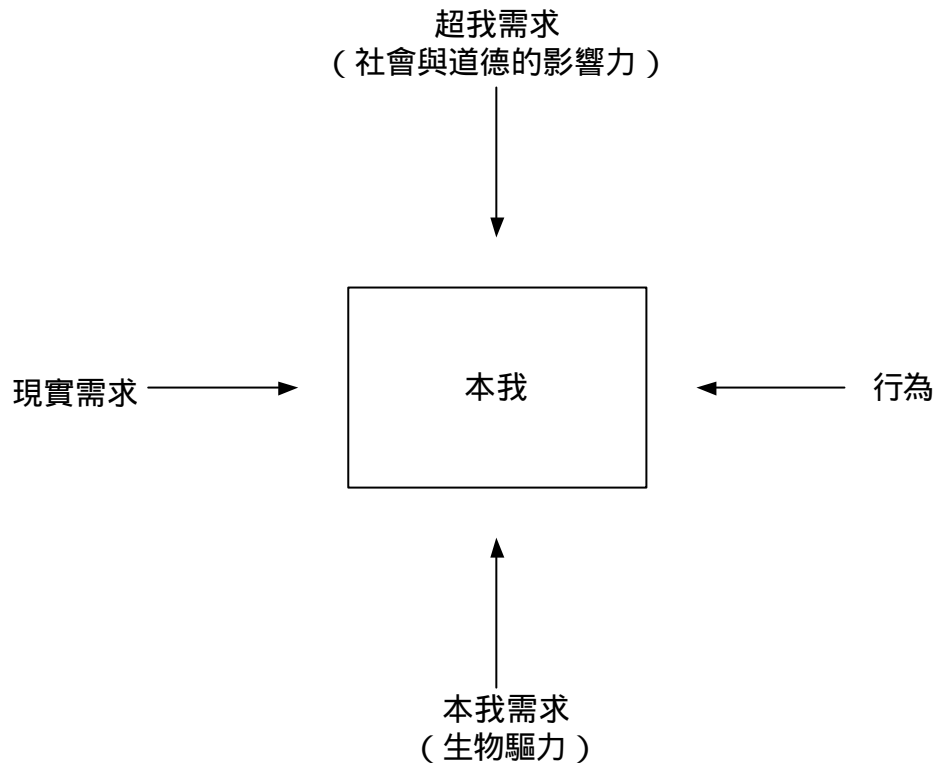 超我需求
（社會與道德的影響力）
現實需求
本我
行為
本我需求
（生物驅力）